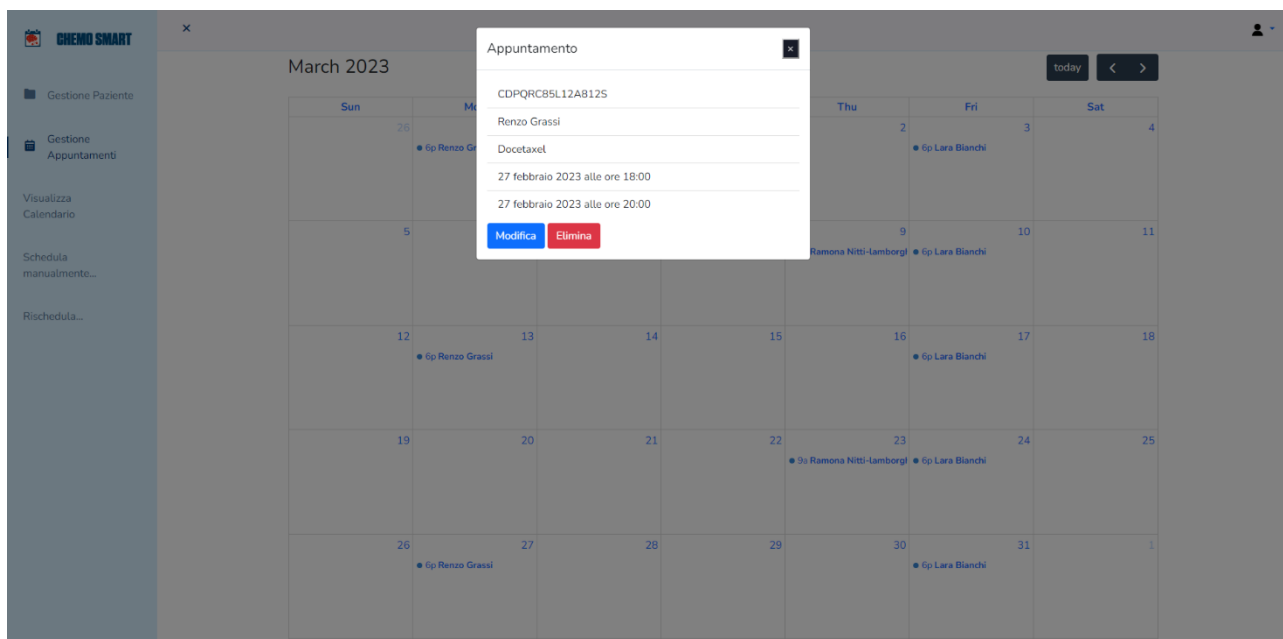 CHEMO SMART
×
Gestione Paziente
Gestione
Appuntamenti
Visualizza
Calendario
Schedula
manualmente...
Rischedula...
Appuntamento
×
CDPQRC85L12A812S
Renzo Grassi
Docetaxel
27 febbraio 2023 alle ore 18:00
27 febbraio 2023 alle ore 20:00
Modifica Elimina
March 2023
today < >
Sun Mo Thu Fri Sat
26 2 3 4
6p Renzo Gr 6p Lara Bianchi
5 9 10 11
Ramona Nitti-lamborgl 6p Lara Bianchi
12 13 14 15 16 17 18
6p Renzo Grassi 6p Lara Bianchi
19 20 21 22 23 24 25
9a Ramona Nitti-lamborgl 6p Lara Bianchi
26 27 28 29 30 31 1
6p Renzo Grassi 6p Lara Bianchi